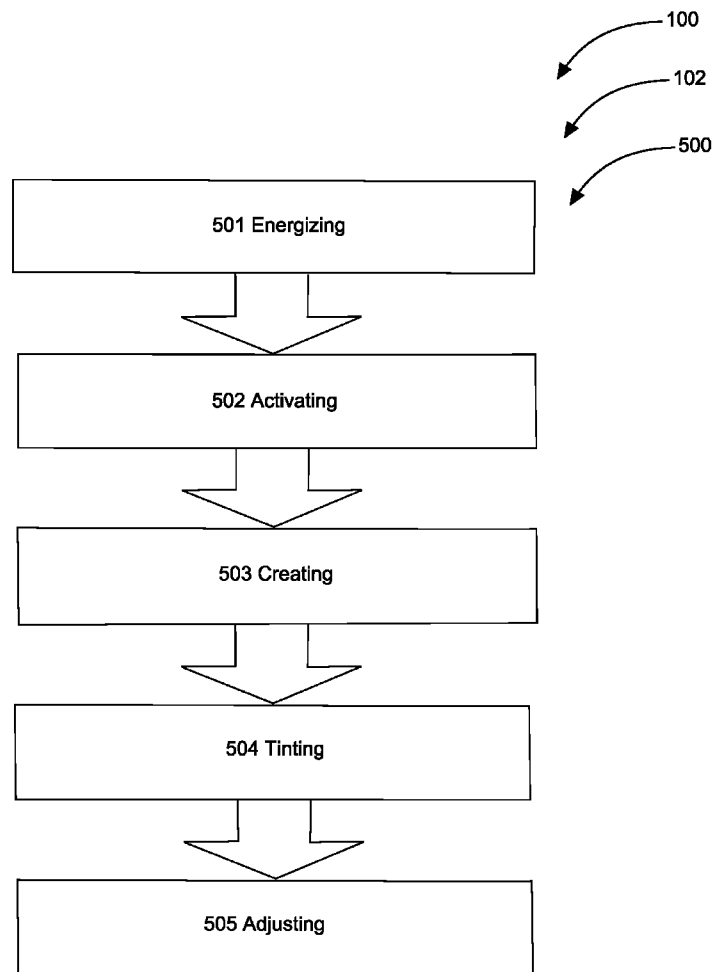 100
102
500
501 Energizing
502 Activating
503 Creating
504 Tinting
505 Adjusting